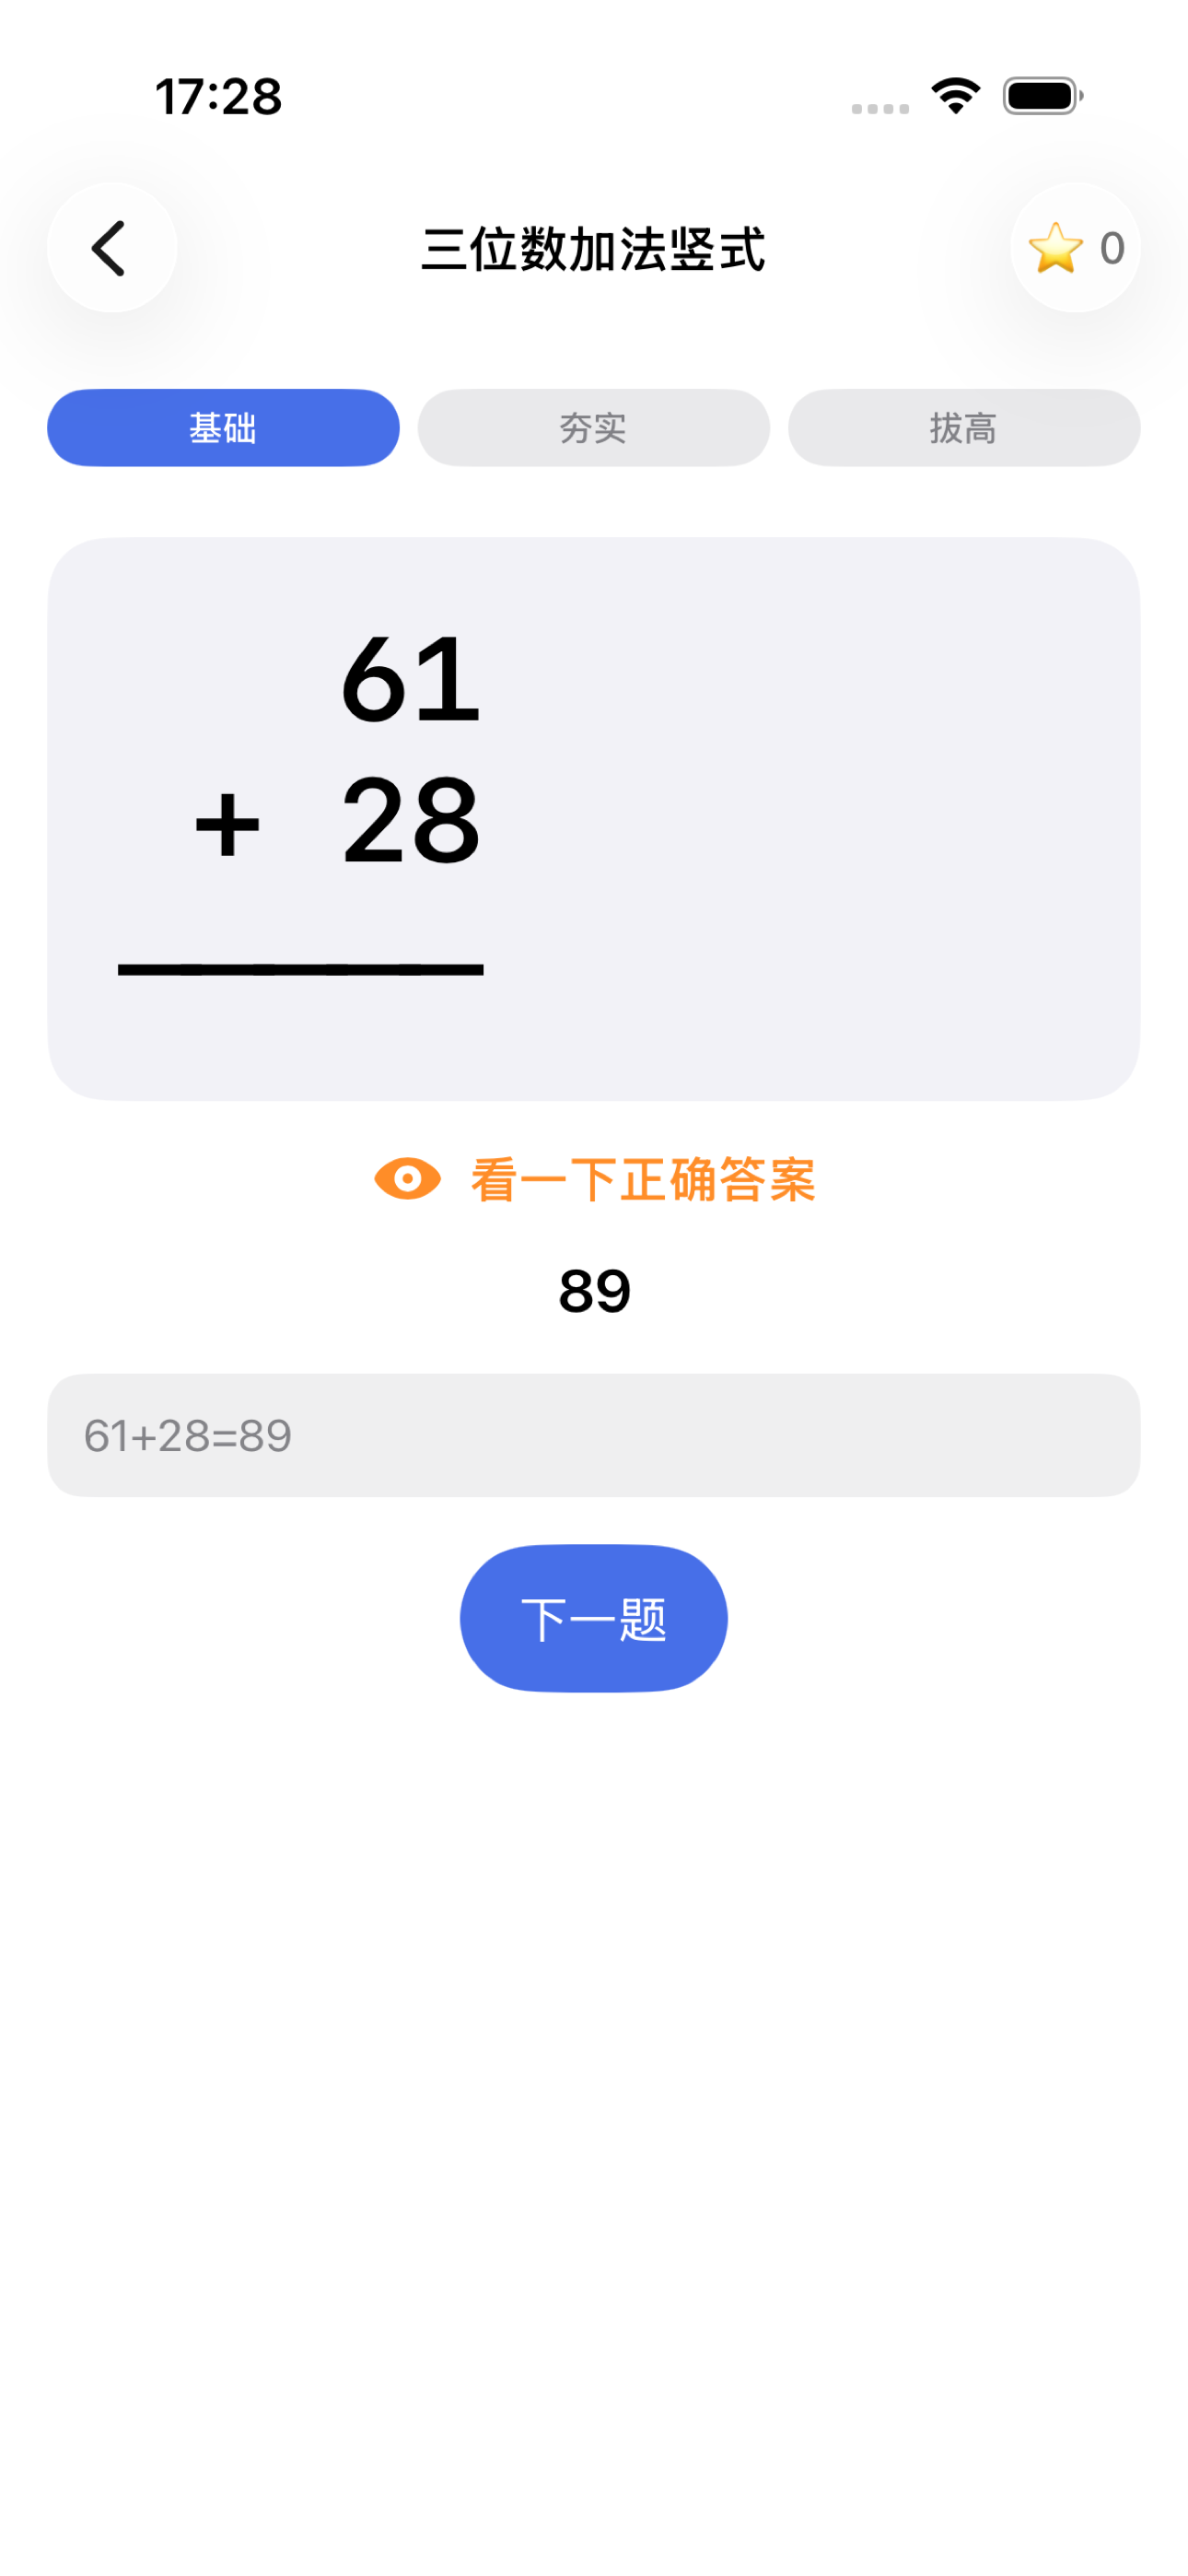 17:28
三位数加法竖式
0
基础 夯实 拔高
61
+ 28
_____
看一下正确答案
89
61+28=89
下一题